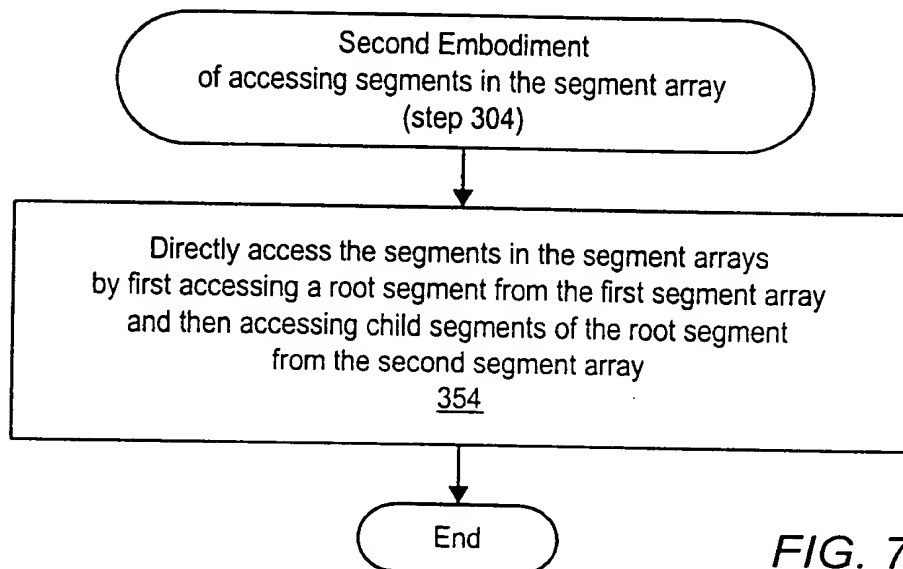 Second Embodiment
of accessing segments in the segment array
(step 304)
Directly access the segments in the segment arrays
by first accessing a root segment from the first segment array
and then accessing child segments of the root segment
from the second segment array
354
End
FIG. 7